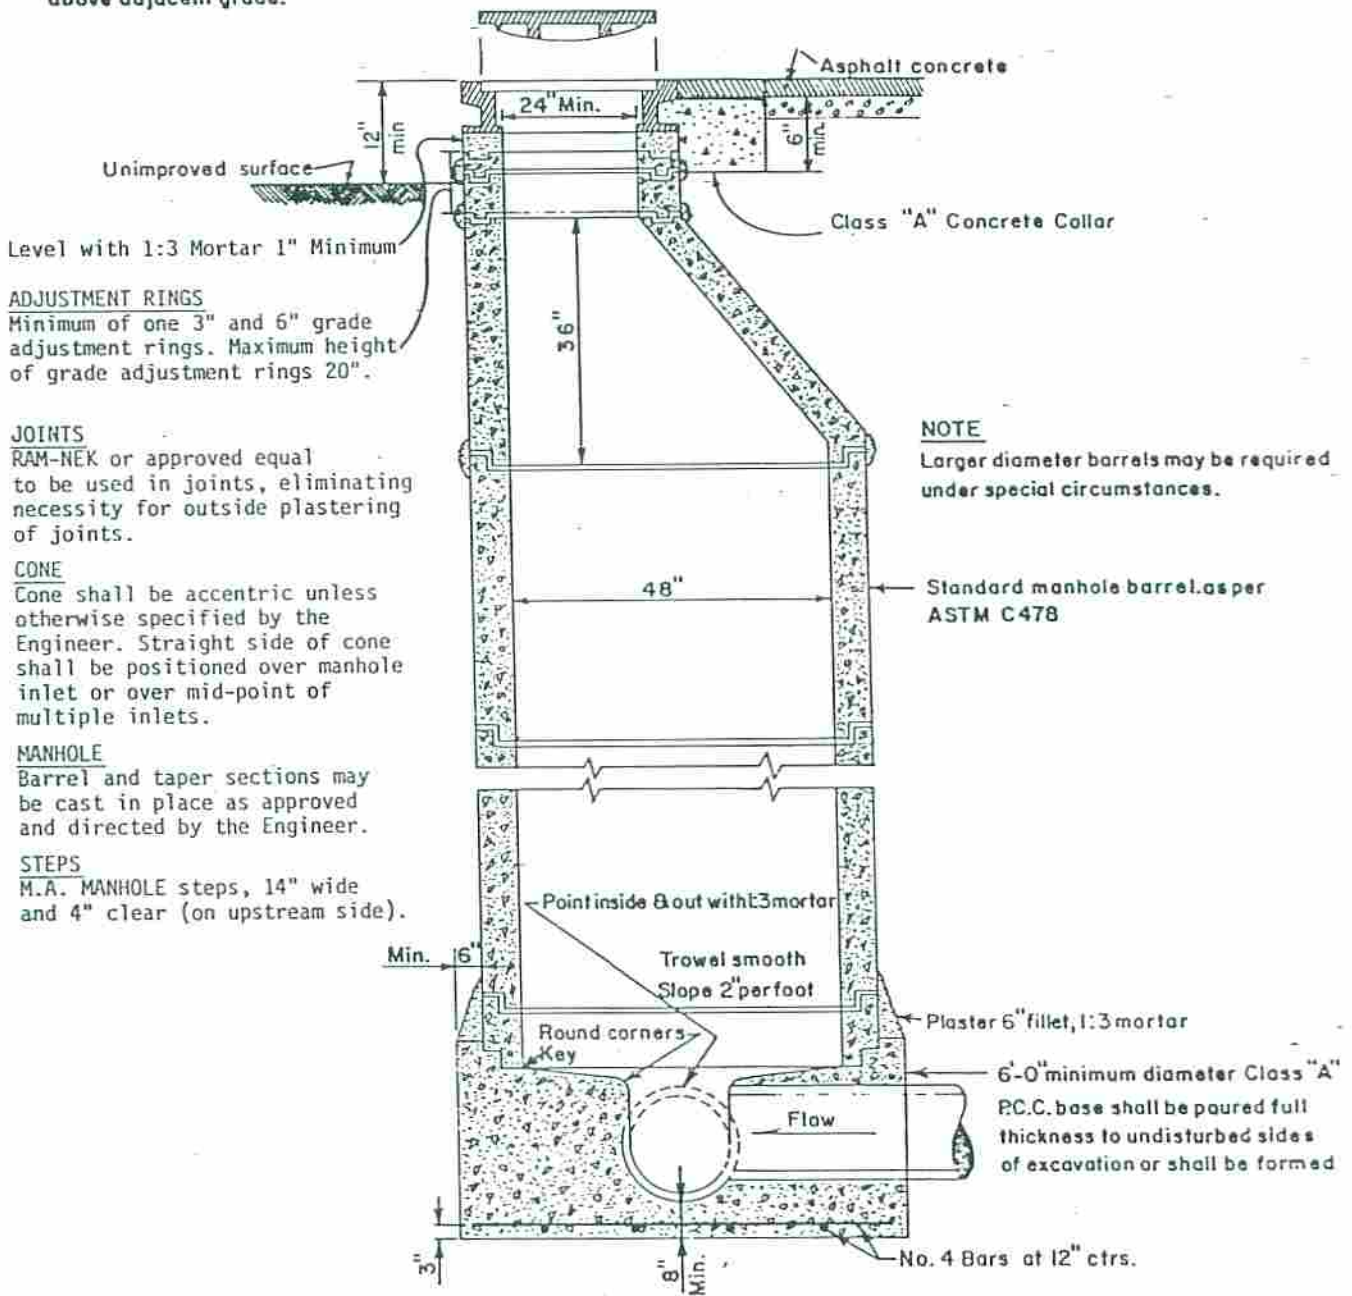 above adjacent grade.
Asphalt concrete
24" Min.
12" min
6" min.
Unimproved surface
Class "A" Concrete Collar
Level with 1:3 Mortar 1" Minimum
ADJUSTMENT RINGS
Minimum of one 3" and 6" grade
adjustment rings. Maximum height
of grade adjustment rings 20".
36"
JOINTS
RAM-NEK or approved equal
to be used in joints, eliminating
necessity for outside plastering
of joints.
NOTE
Larger diameter barrels may be required
under special circumstances.
CONE
Cone shall be accentric unless
otherwise specified by the
Engineer. Straight side of cone
shall be positioned over manhole
inlet or over mid-point of
multiple inlets.
48"
Standard manhole barrel.as per
ASTM C478
MANHOLE
Barrel and taper sections may
be cast in place as approved
and directed by the Engineer.
STEPS
M.A. MANHOLE steps, 14" wide
and 4" clear (on upstream side).
Point inside & out with 1:3 mortar
Min. 6"
Trowel smooth
Slope 2" per foot
Plaster 6" fillet, 1:3 mortar
Round corners
Key
6'-0" minimum diameter Class "A"
P.C.C. base shall be poured full
thickness to undisturbed sides
of excavation or shall be formed
Flow
No. 4 Bars at 12" ctrs.
3"
8" Min.